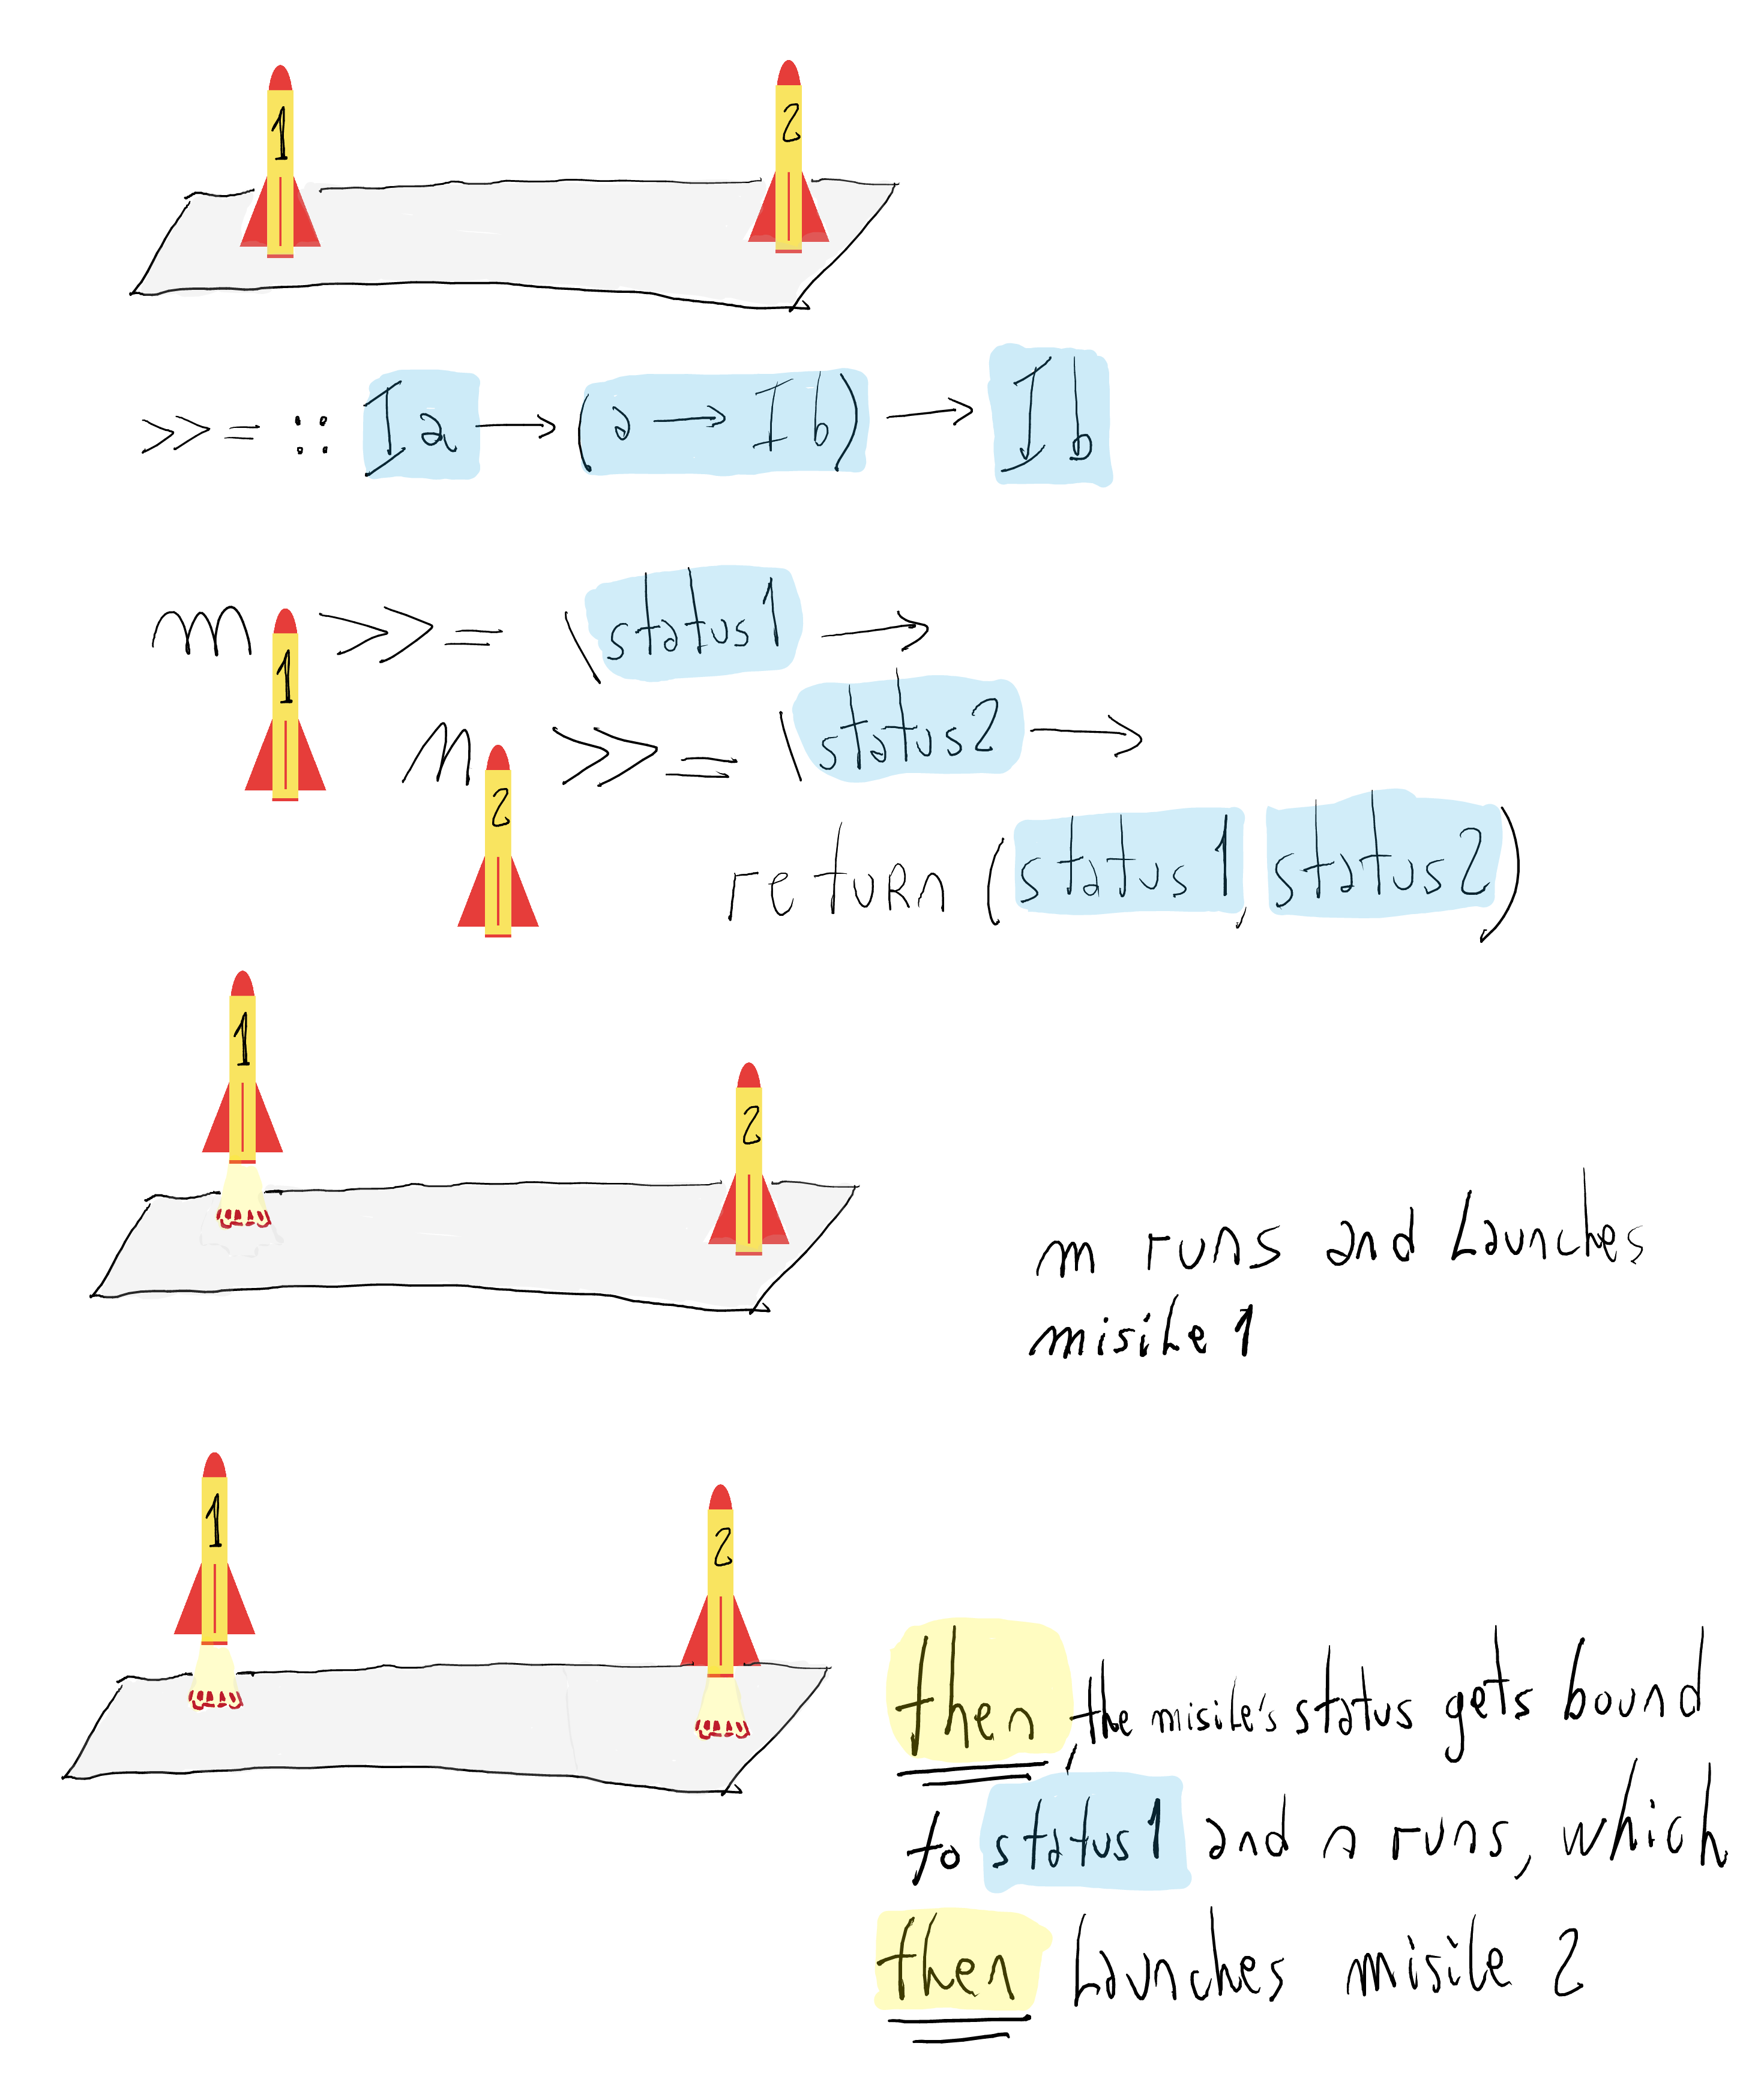 1 2
>>= :: I a → (a → I b) → I b
m >>= \status1 →
1
n >>= \status2 →
2
return (status1, status2)
1
2
m runs and launches
misile 1
1
2
then, the misile's status gets bound
to status1 and n runs, which
then launches misile 2